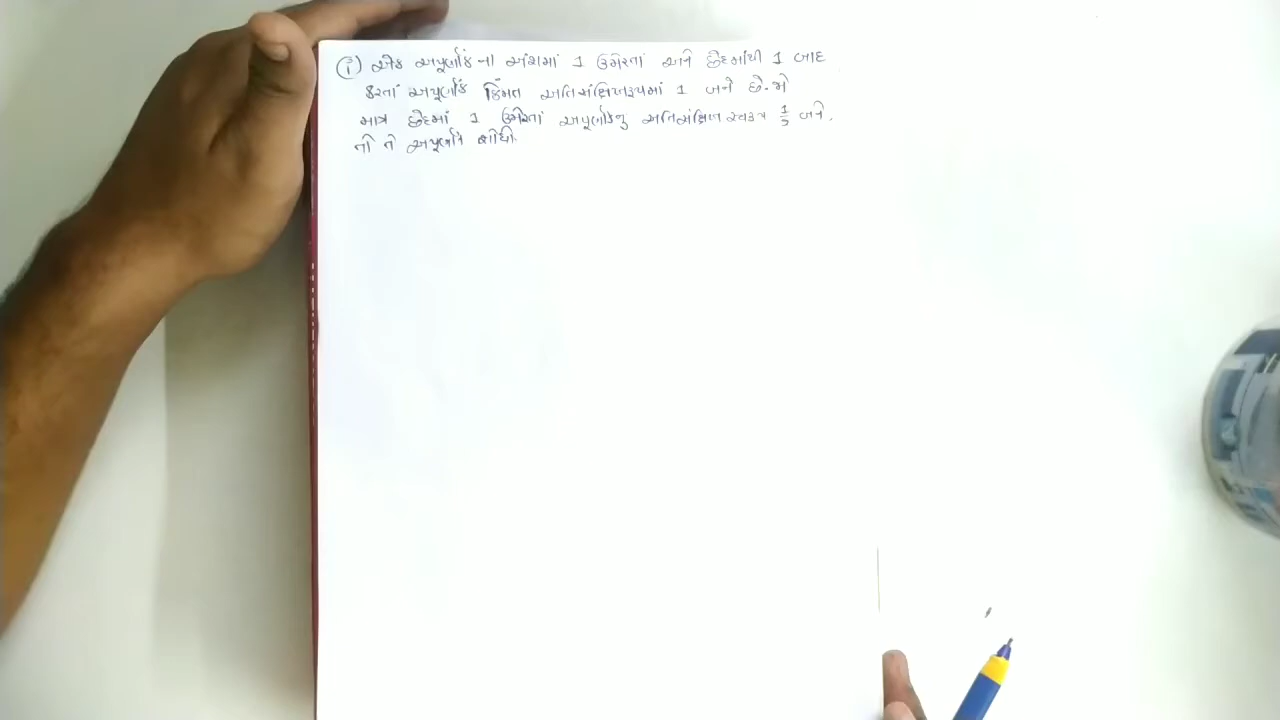 (i) એક અપૂર્ણાંકના અંશમાં 1 ઉમેરતાં અને છેદમાંથી 1 બાદ
કરતાં અપૂર્ણાંક કિંમત અતિસંક્ષિપ્તરૂપમાં 1 બને છે. જો
માત્ર છેદમાં 1 ઉમેરતાં અપૂર્ણાંકનુ અતિસંક્ષિપ્ત સ્વરૂપ 1/2 બને.
તો તે અપૂર્ણાંક શોધો.